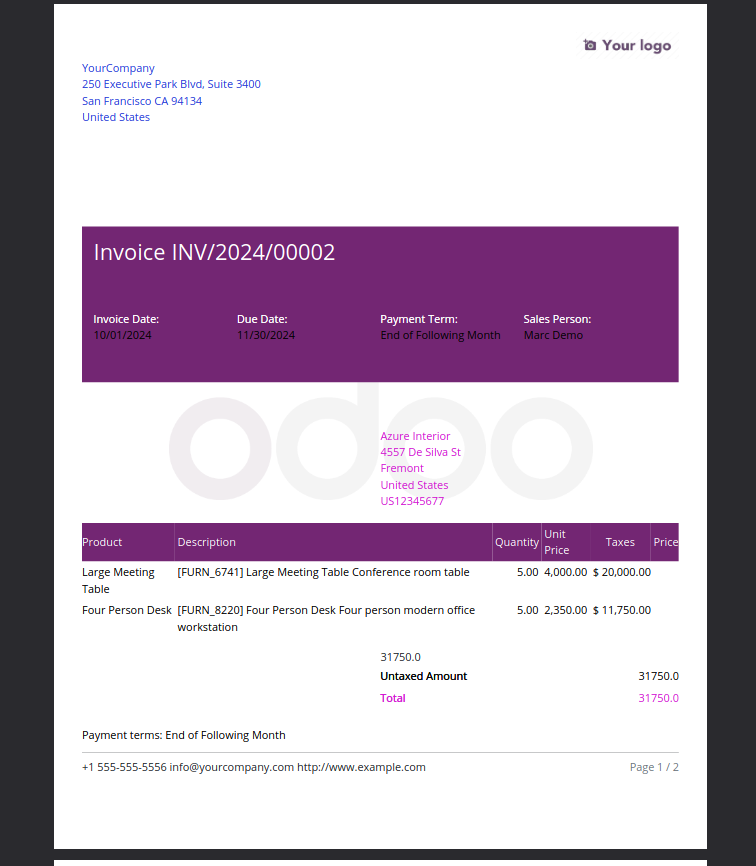 Your logo
YourCompany
250 Executive Park Blvd, Suite 3400
San Francisco CA 94134
United States
Invoice INV/2024/00002
Invoice Date: Due Date: Payment Term: Sales Person:
10/01/2024 11/30/2024 End of Following Month Marc Demo
odoo
Azure Interior
4557 De Silva St
Fremont
United States
US12345677
Product Description Quantity Unit Price Taxes Price
Large Meeting Table [FURN_6741] Large Meeting Table Conference room table 5.00 4,000.00 $ 20,000.00
Four Person Desk [FURN_8220] Four Person Desk Four person modern office workstation 5.00 2,350.00 $ 11,750.00
31750.0
Untaxed Amount 31750.0
Total 31750.0
Payment terms: End of Following Month
+1 555-555-5556 info@yourcompany.com http://www.example.com Page 1 / 2